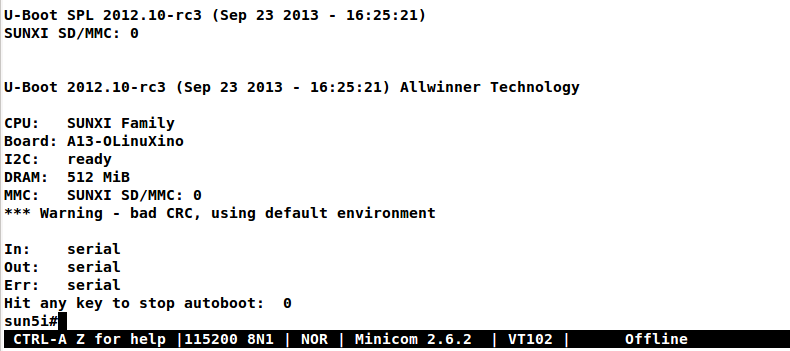 U-Boot SPL 2012.10-rc3 (Sep 23 2013 - 16:25:21)
SUNXI SD/MMC: 0
U-Boot 2012.10-rc3 (Sep 23 2013 - 16:25:21) Allwinner Technology
CPU:   SUNXI Family
Board: A13-OLinuXino
I2C:   ready
DRAM:  512 MiB
MMC:   SUNXI SD/MMC: 0
*** Warning - bad CRC, using default environment
In:    serial
Out:   serial
Err:   serial
Hit any key to stop autoboot:  0
sun5i#
CTRL-A Z for help |115200 8N1 | NOR | Minicom 2.6.2  | VT102 |      Offline